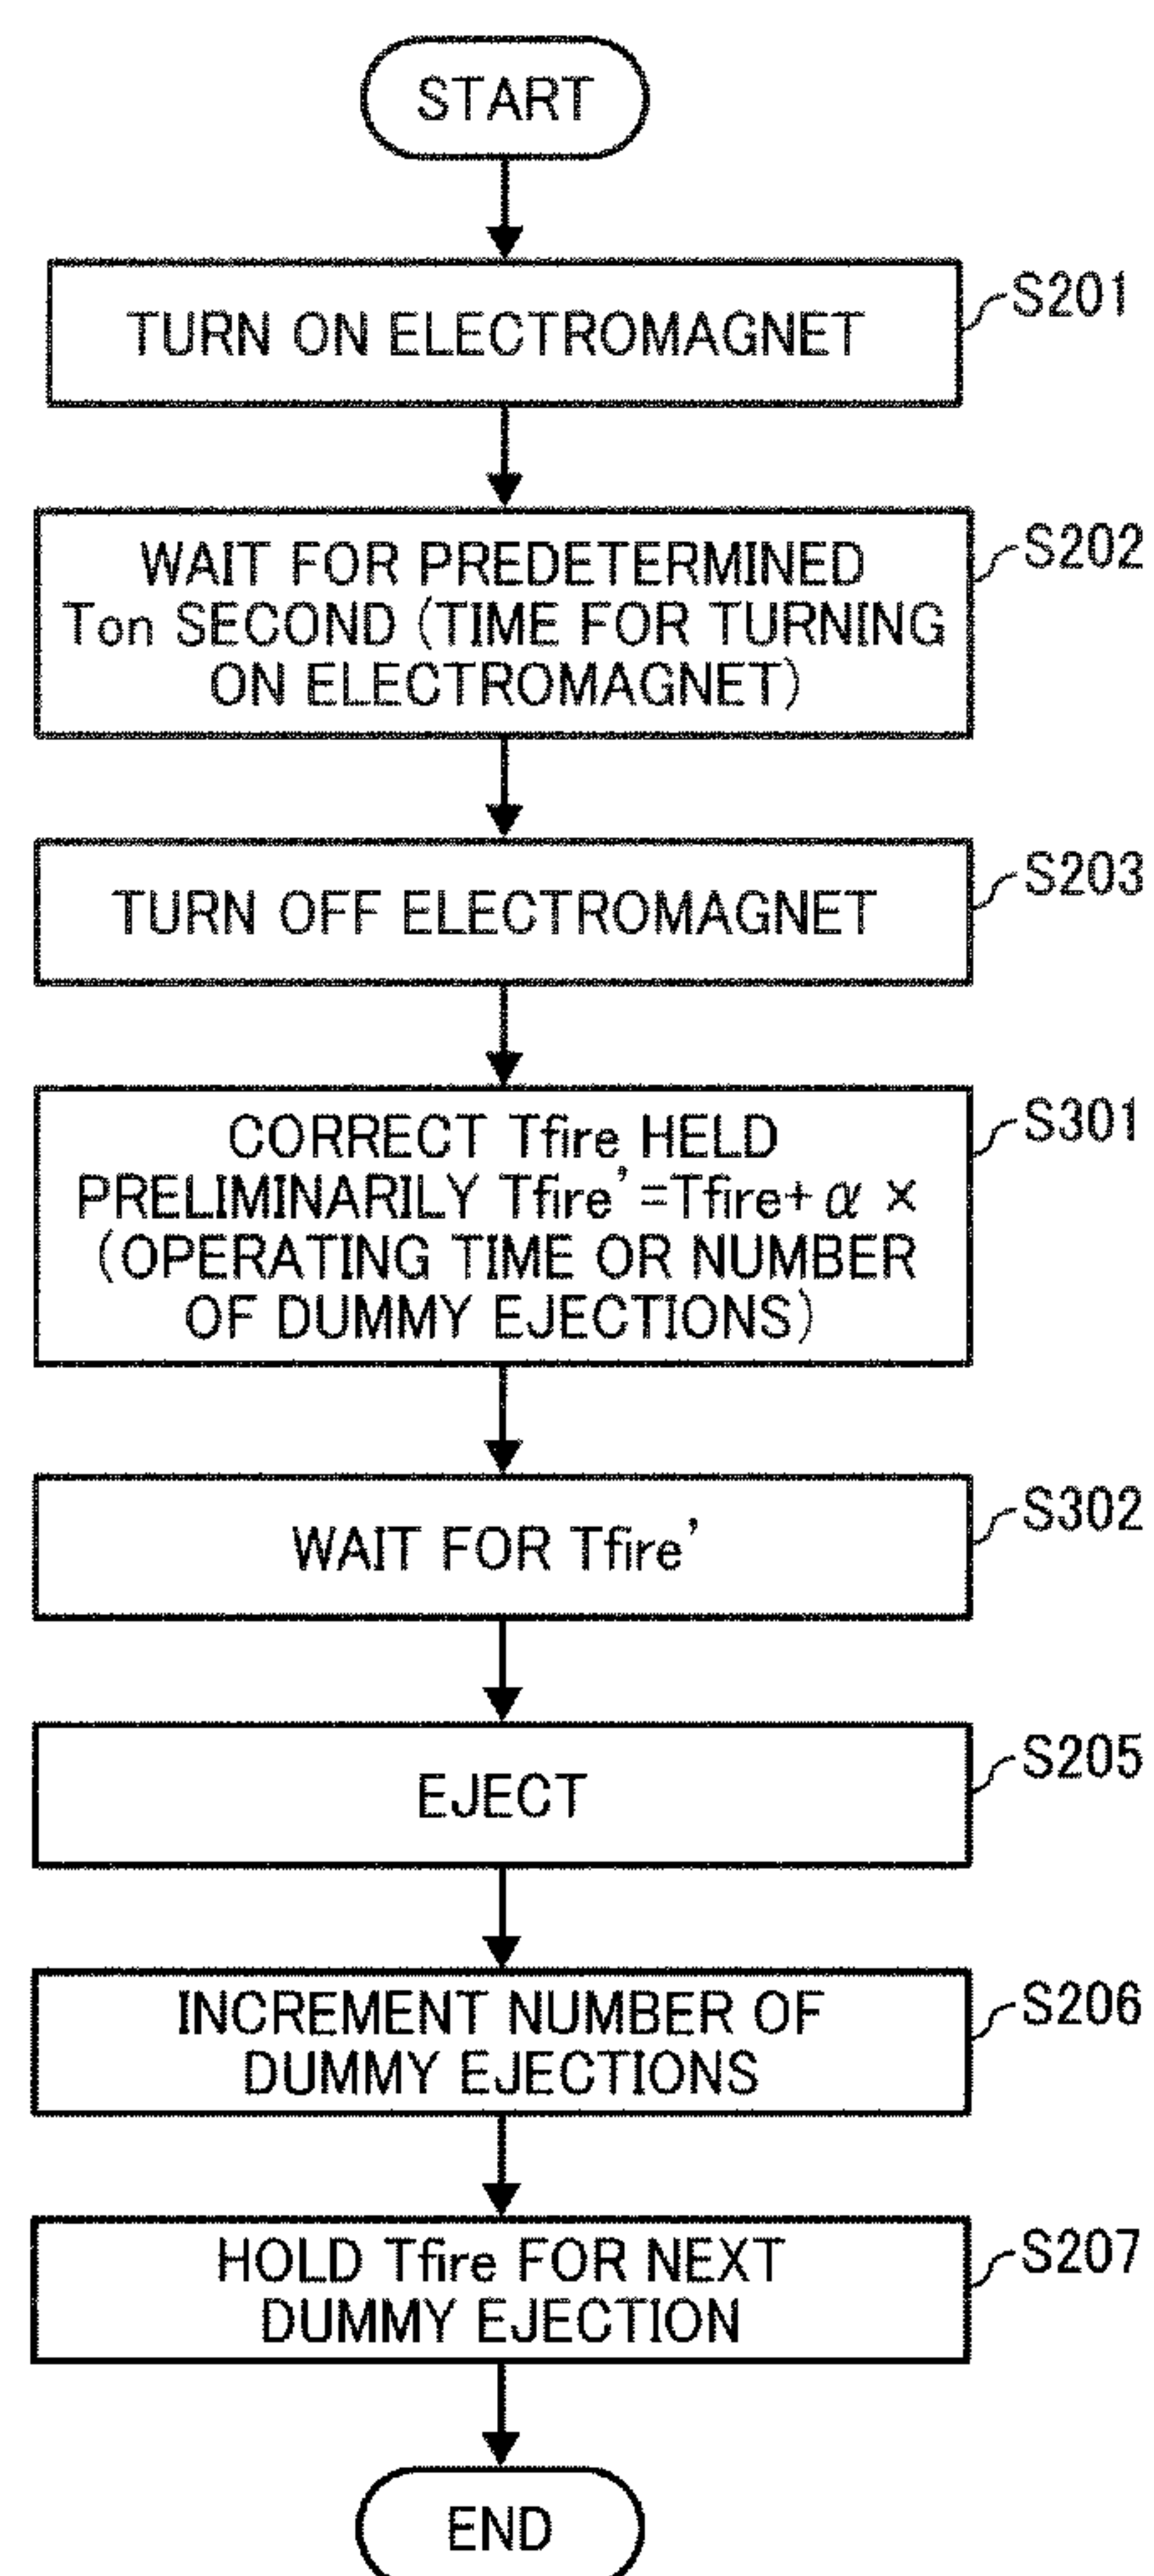 START
TURN ON ELECTROMAGNET
S201
WAIT FOR PREDETERMINED
Ton SECOND (TIME FOR TURNING
ON ELECTROMAGNET)
S202
TURN OFF ELECTROMAGNET
S203
CORRECT Tfire HELD
PRELIMINARILY Tfire'=Tfire+α ×
(OPERATING TIME OR NUMBER
OF DUMMY EJECTIONS)
S301
WAIT FOR Tfire'
S302
EJECT
S205
INCREMENT NUMBER OF
DUMMY EJECTIONS
S206
HOLD Tfire FOR NEXT
DUMMY EJECTION
S207
END